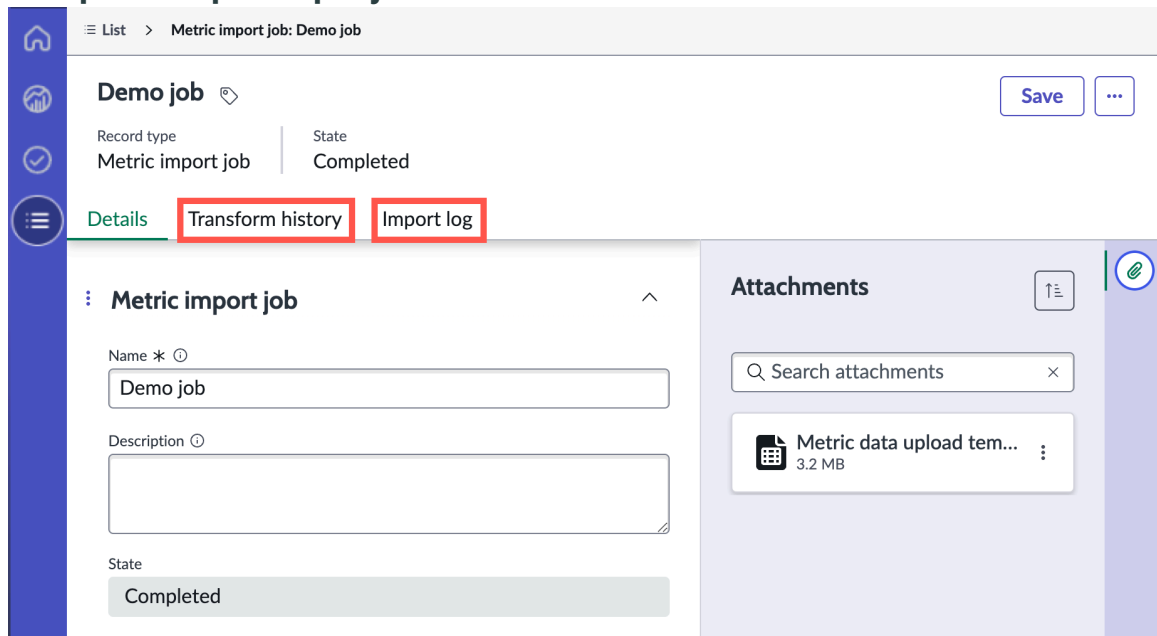 List > Metric import job: Demo job
Demo job
Save ...
Record type State
Metric import job Completed
Details Transform history Import log
Metric import job
Attachments
Name *
Demo job
Search attachments
Description
Metric data upload tem...
3.2 MB
State
Completed